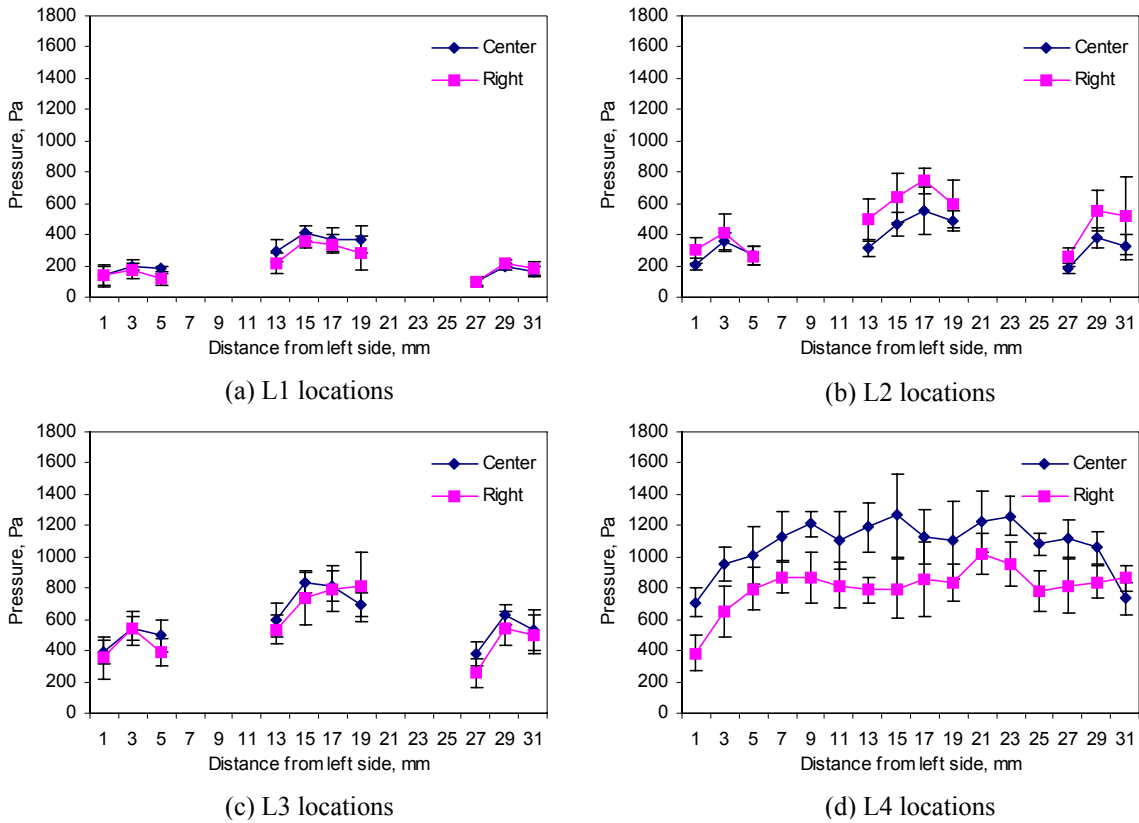 1800
1600
1400
1200
1000
800
600
400
200
0
Pressure, Pa
Center
Right
1 3 5 7 9 11 13 15 17 19 21 23 25 27 29 31
Distance from left side, mm
(a) L1 locations
1800
1600
1400
1200
1000
800
600
400
200
0
Pressure, Pa
Center
Right
1 3 5 7 9 11 13 15 17 19 21 23 25 27 29 31
Distance from left side, mm
(b) L2 locations
1800
1600
1400
1200
1000
800
600
400
200
0
Pressure, Pa
Center
Right
1 3 5 7 9 11 13 15 17 19 21 23 25 27 29 31
Distance from left side, mm
(c) L3 locations
1800
1600
1400
1200
1000
800
600
400
200
0
Pressure, Pa
Center
Right
1 3 5 7 9 11 13 15 17 19 21 23 25 27 29 31
Distance from left side, mm
(d) L4 locations